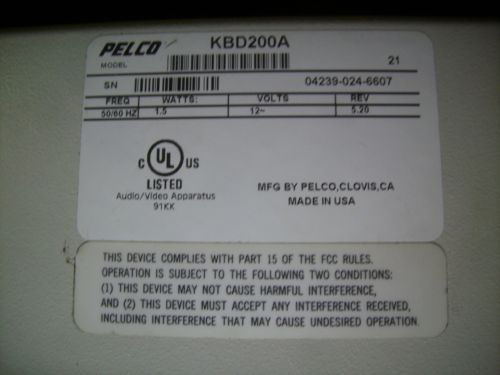 PELCO KBD200A
MODEL 21
SN 04239-024-6607
FREQ WATTS: VOLTS REV
50/60 HZ 1.5 12~ 5.20
C UL US
LISTED
Audio/Video Apparatus
91KK
MFG BY PELCO,CLOVIS,CA
MADE IN USA
THIS DEVICE COMPLIES WITH PART 15 OF THE FCC RULES.
OPERATION IS SUBJECT TO THE FOLLOWING TWO CONDITIONS:
(1) THIS DEVICE MAY NOT CAUSE HARMFUL INTERFERENCE,
AND (2) THIS DEVICE MUST ACCEPT ANY INTERFERENCE RECEIVED,
INCLUDING INTERFERENCE THAT MAY CAUSE UNDESIRED OPERATION.